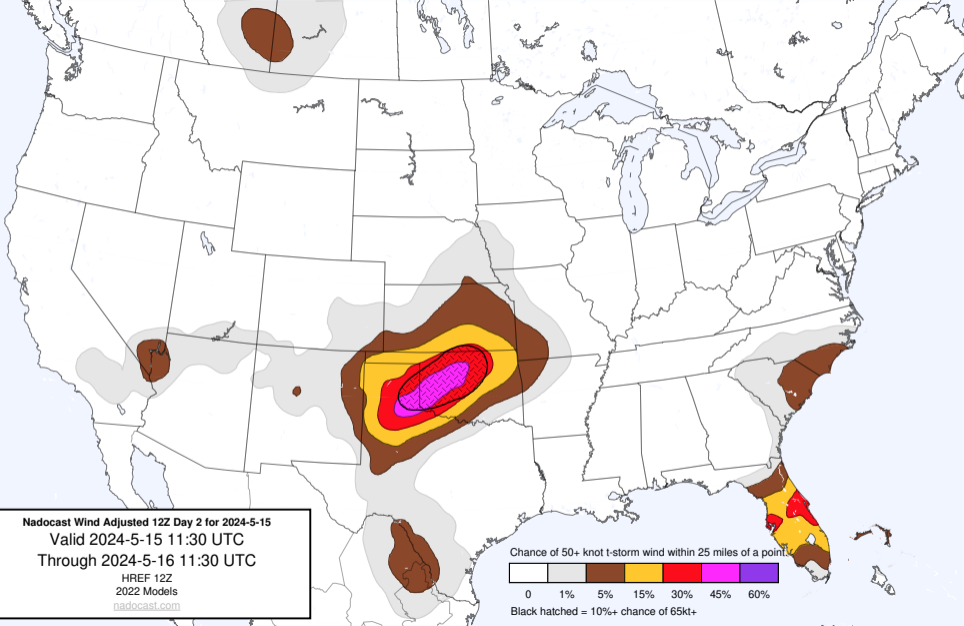 Nadocast Wind Adjusted 12Z Day 2 for 2024-5-15
Valid 2024-5-15 11:30 UTC
Through 2024-5-16 11:30 UTC
HREF 12Z
2022 Models
nadocast.com
Chance of 50+ knot t-storm wind within 25 miles of a point.
0 1% 5% 15% 30% 45% 60%
Black hatched = 10%+ chance of 65kt+